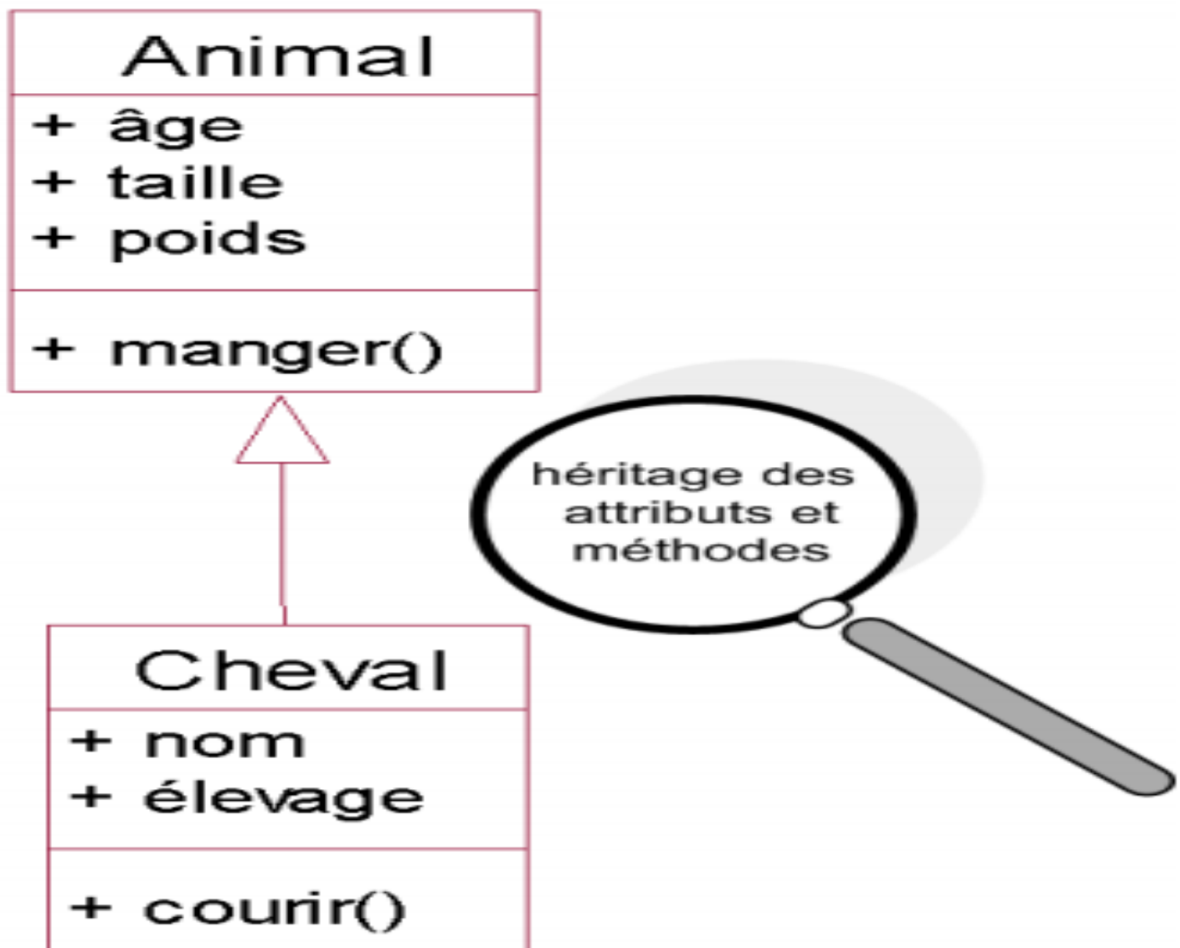 Animal
+ âge
+ taille
+ poids
+ manger()
héritage des
attributs et
méthodes
Cheval
+ nom
+ élevage
+ courir()